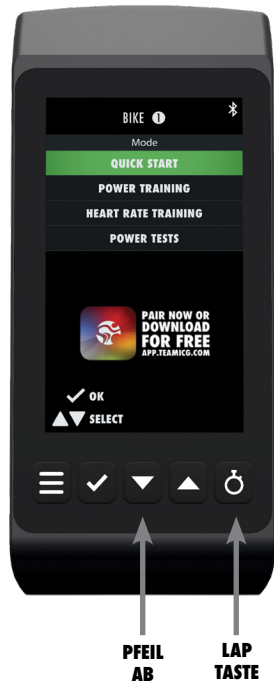 BIKE 1
Mode
QUICK START
POWER TRAINING
HEART RATE TRAINING
POWER TESTS
PAIR NOW OR
DOWNLOAD
FOR FREE
APP.TEAMICG.COM
OK
SELECT
PFEIL
AB
LAP
TASTE